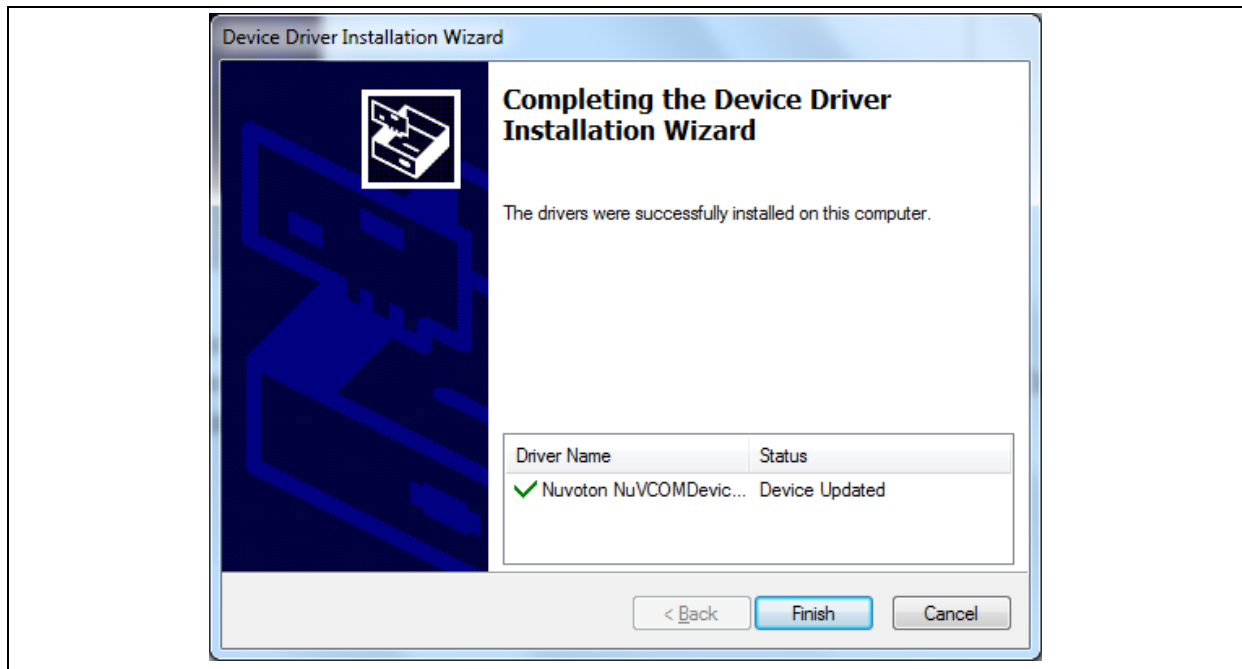 Device Driver Installation Wizard
Completing the Device Driver
Installation Wizard
The drivers were successfully installed on this computer.
Driver Name Status
Nuvoton NuVCOMDevic... Device Updated
< Back Finish Cancel